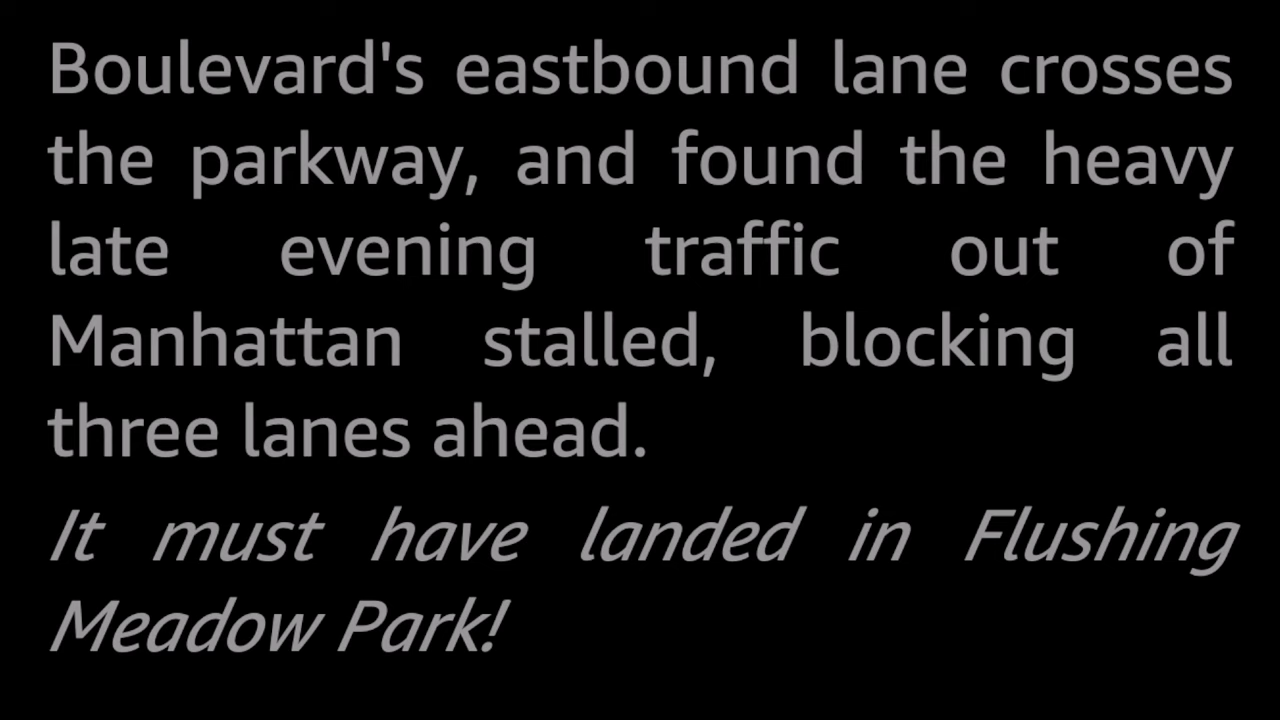 Boulevard's eastbound lane crosses
the parkway, and found the heavy
late evening traffic out of
Manhattan stalled, blocking all
three lanes ahead.
It must have landed in Flushing
Meadow Park!